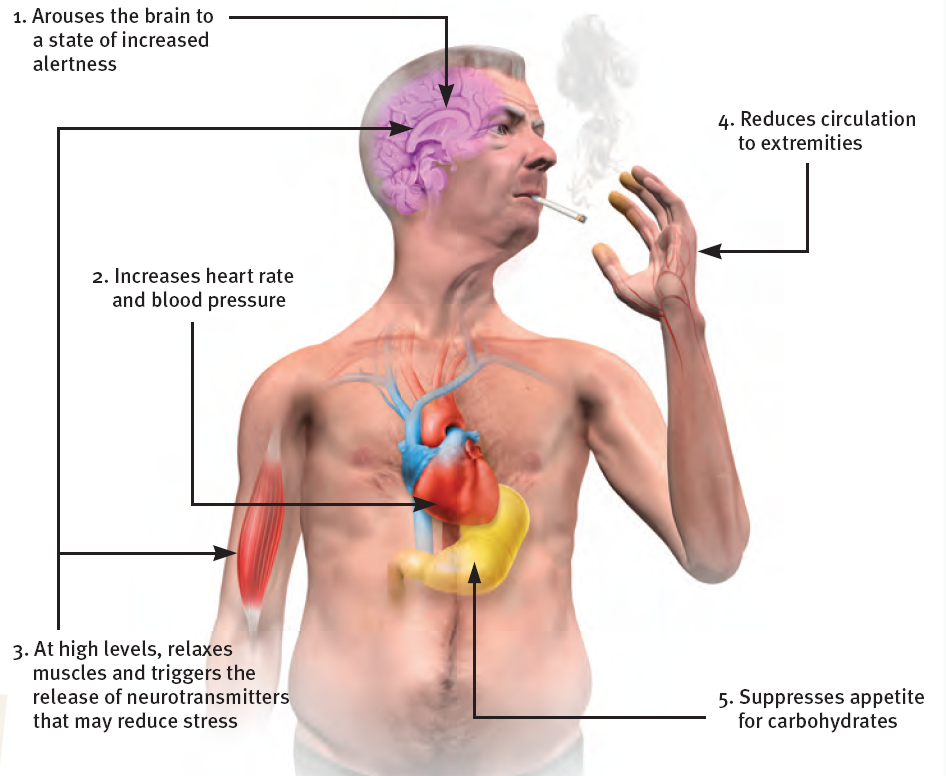 1. Arouses the brain to
a state of increased
alertness
4. Reduces circulation
to extremities
2. Increases heart rate
and blood pressure
3. At high levels, relaxes
muscles and triggers the
release of neurotransmitters
that may reduce stress
5. Suppresses appetite
for carbohydrates